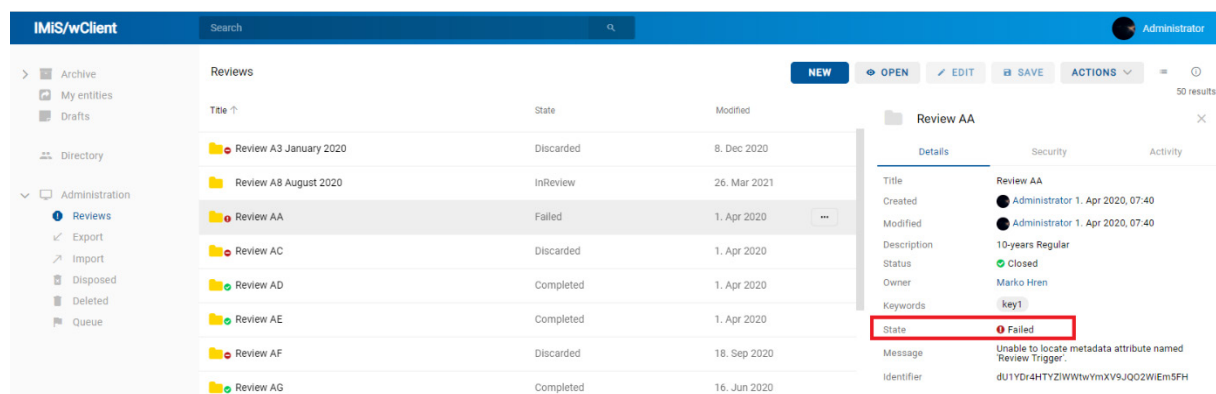 IMiS/wClient
Search
Administrator
Archive
My entities
Drafts
Directory
Administration
Reviews
Export
Import
Disposed
Deleted
Queue
Reviews
NEW
OPEN
EDIT
SAVE
ACTIONS
50 results
Title State Modified
Review A3 January 2020 Discarded 8. Dec 2020
Review A8 August 2020 InReview 26. Mar 2021
Review AA Failed 1. Apr 2020
Review AC Discarded 1. Apr 2020
Review AD Completed 1. Apr 2020
Review AE Completed 1. Apr 2020
Review AF Discarded 18. Sep 2020
Review AG Completed 16. Jun 2020
Review AA
Details Security Activity
Title Review AA
Created Administrator 1. Apr 2020, 07:40
Modified Administrator 1. Apr 2020, 07:40
Description 10-years Regular
Status Closed
Owner Marko Hren
Keywords key1
State Failed
Message Unable to locate metadata attribute named
'Review Trigger'.
Identifier dU1YDr4HTYZlWWtwYmXV9JQO2WiEm5FH